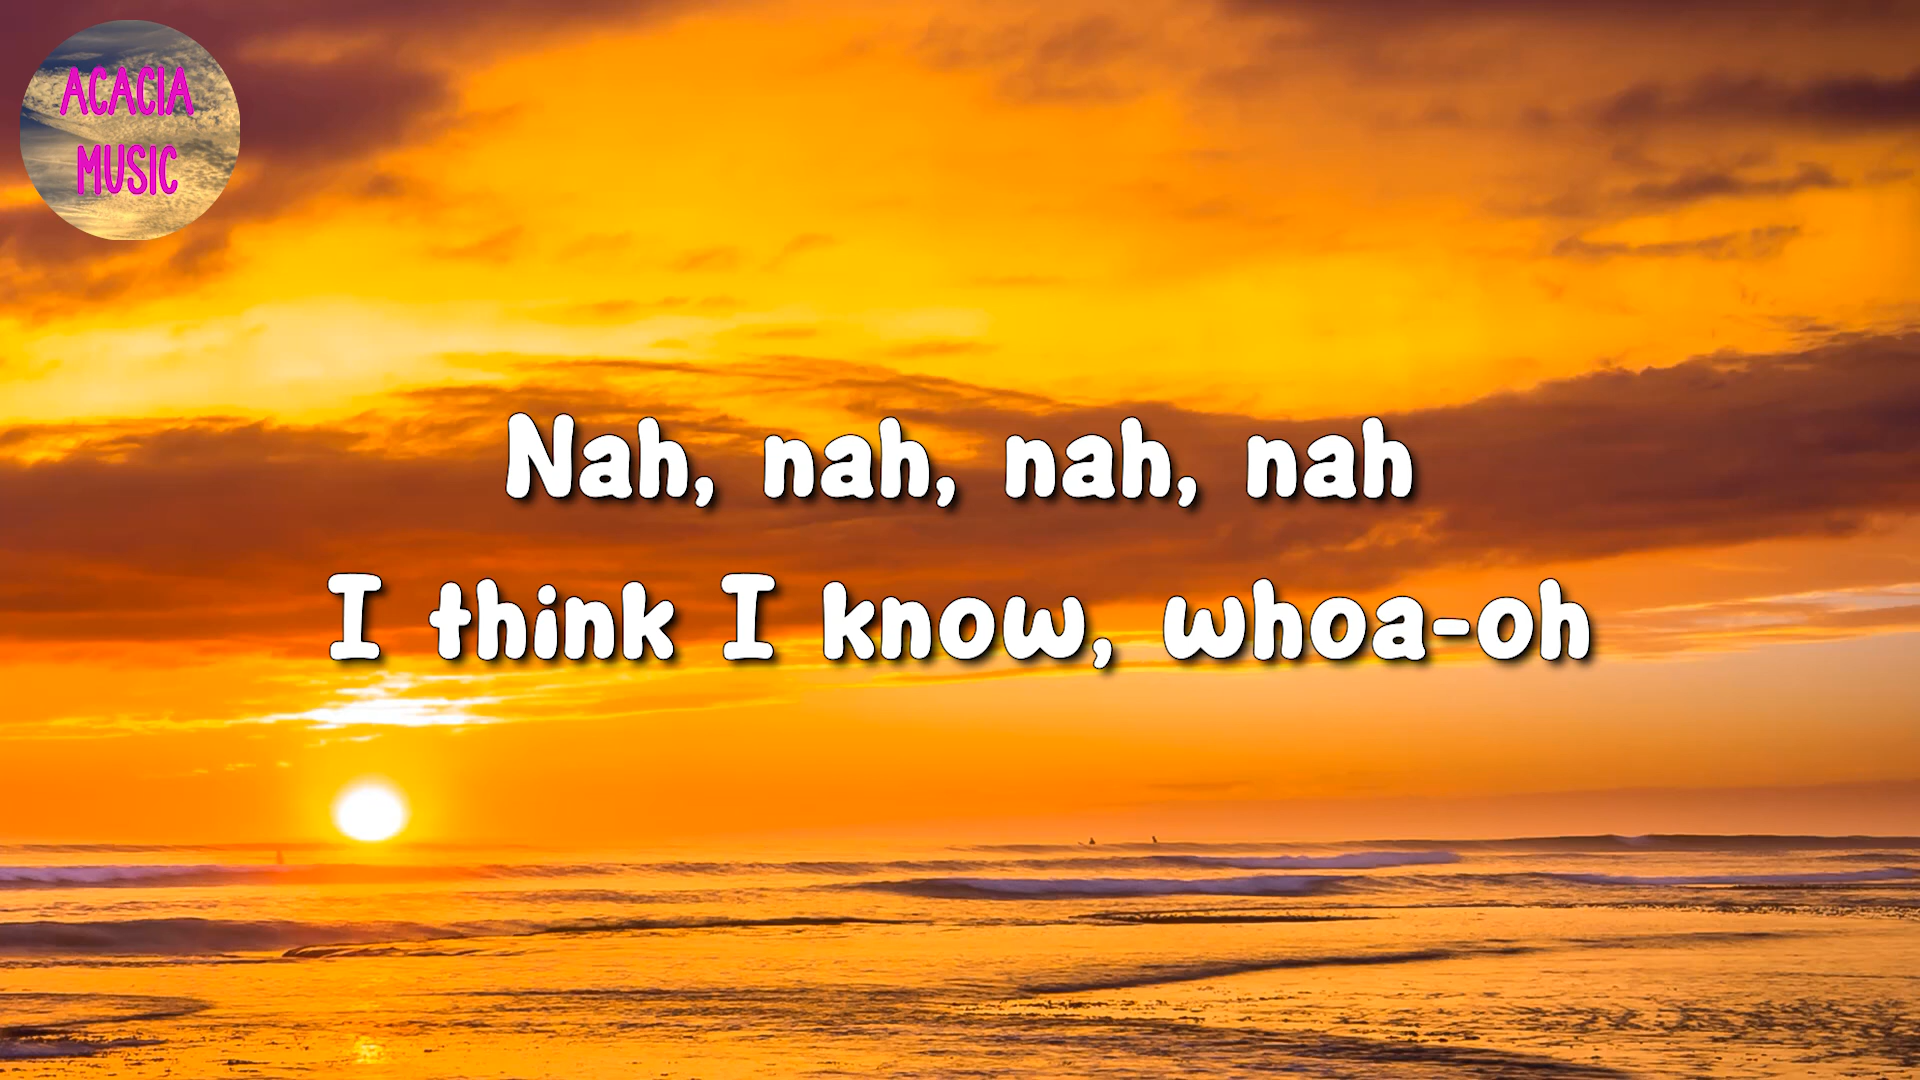 ACACIA
MUSIC
Nah, nah, nah, nah
I think I know, whoa-oh